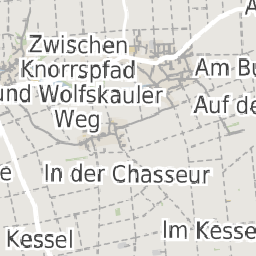 Zwischen
Knorrspfad
und Wolfskauler
Weg
Am Bu
Auf de
In der Chasseur
Im Kesse
Kessel